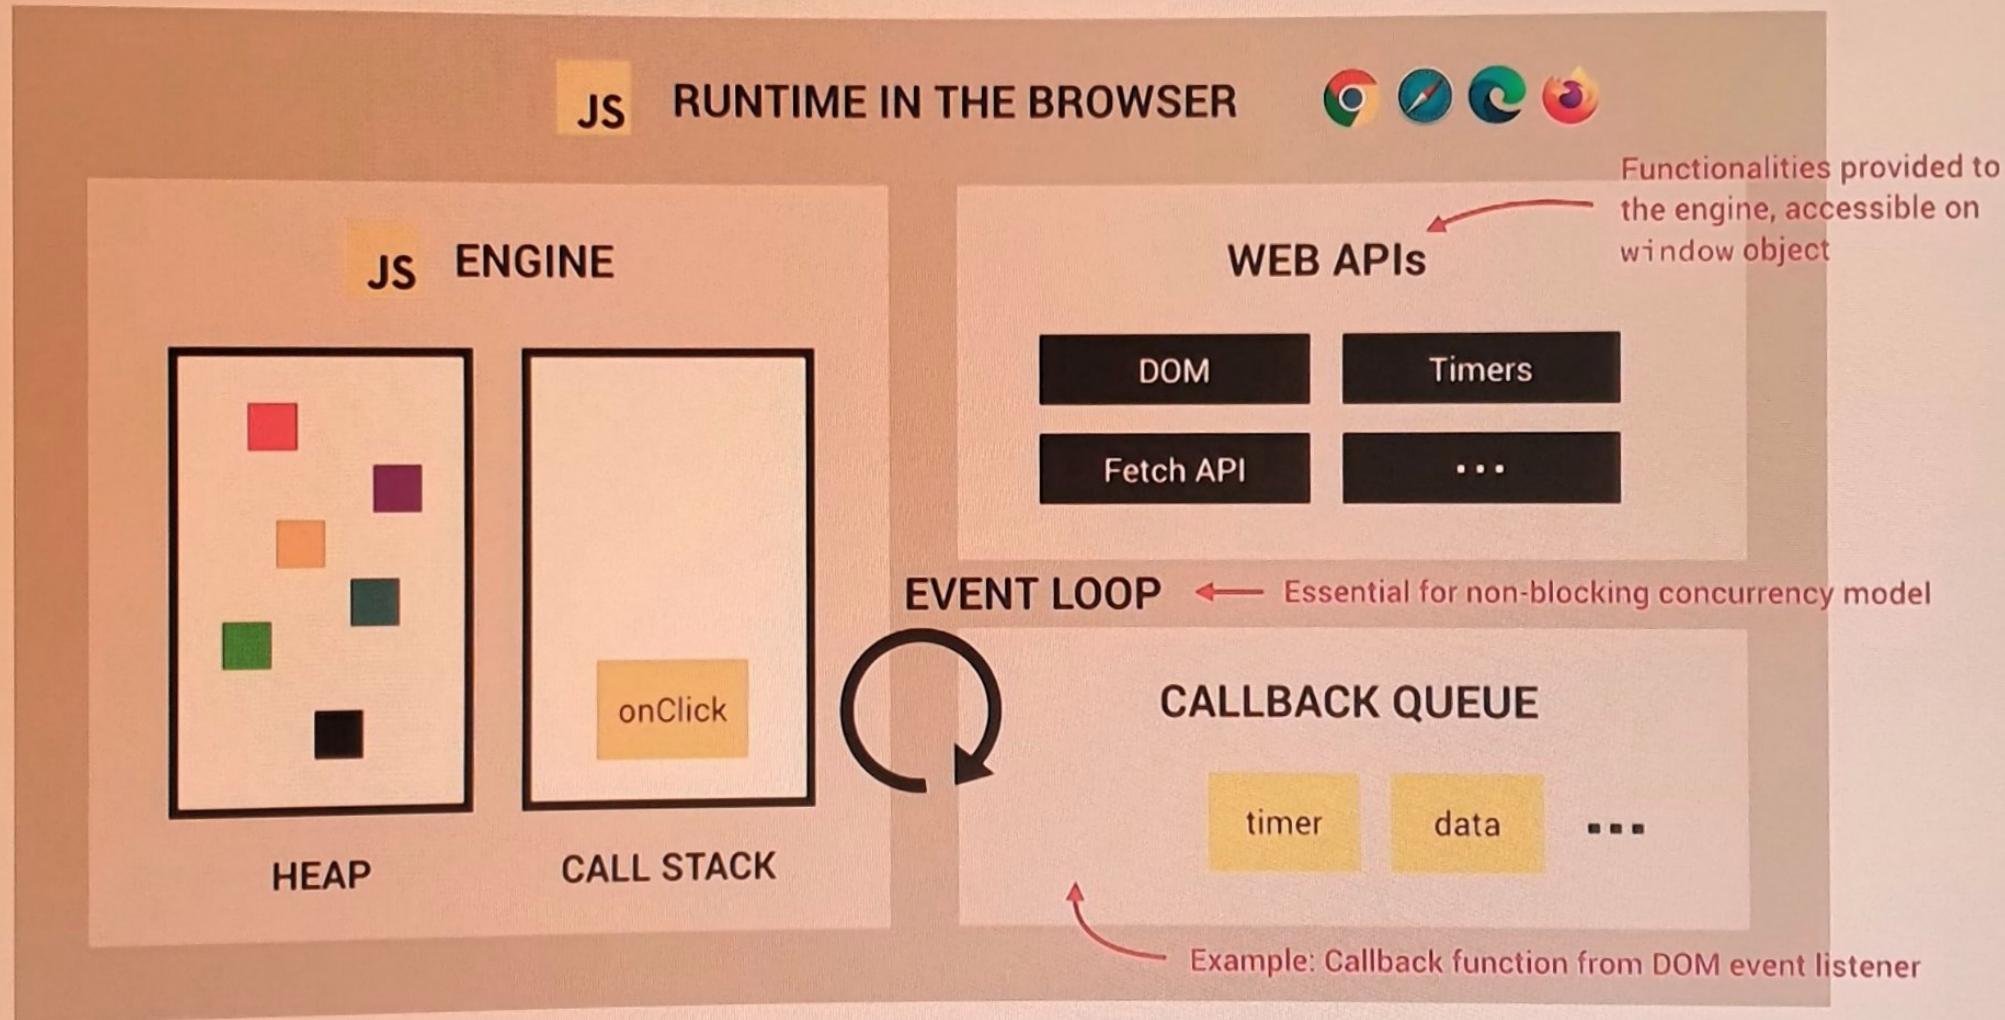 JS RUNTIME IN THE BROWSER
Functionalities provided to
the engine, accessible on
window object
JS ENGINE
WEB APIs
DOM
Timers
Fetch API
...
EVENT LOOP
Essential for non-blocking concurrency model
onClick
CALLBACK QUEUE
timer
data
...
HEAP
CALL STACK
Example: Callback function from DOM event listener